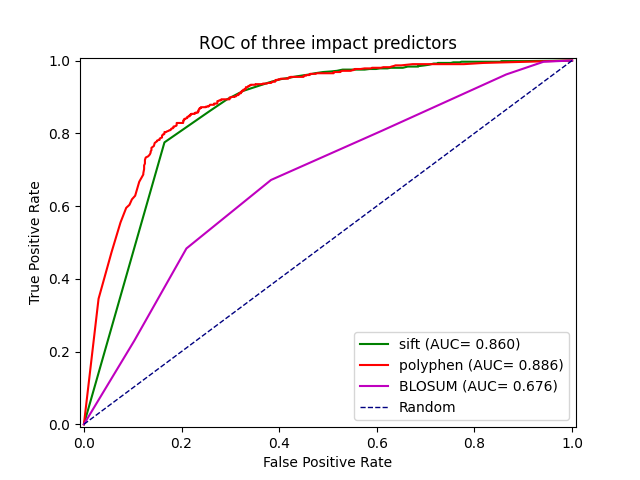 ROC of three impact predictors
True Positive Rate
1.0
0.8
0.6
0.4
0.2
0.0
sift (AUC= 0.860)
polyphen (AUC= 0.886)
BLOSUM (AUC= 0.676)
Random
0.0 0.2 0.4 0.6 0.8 1.0
False Positive Rate